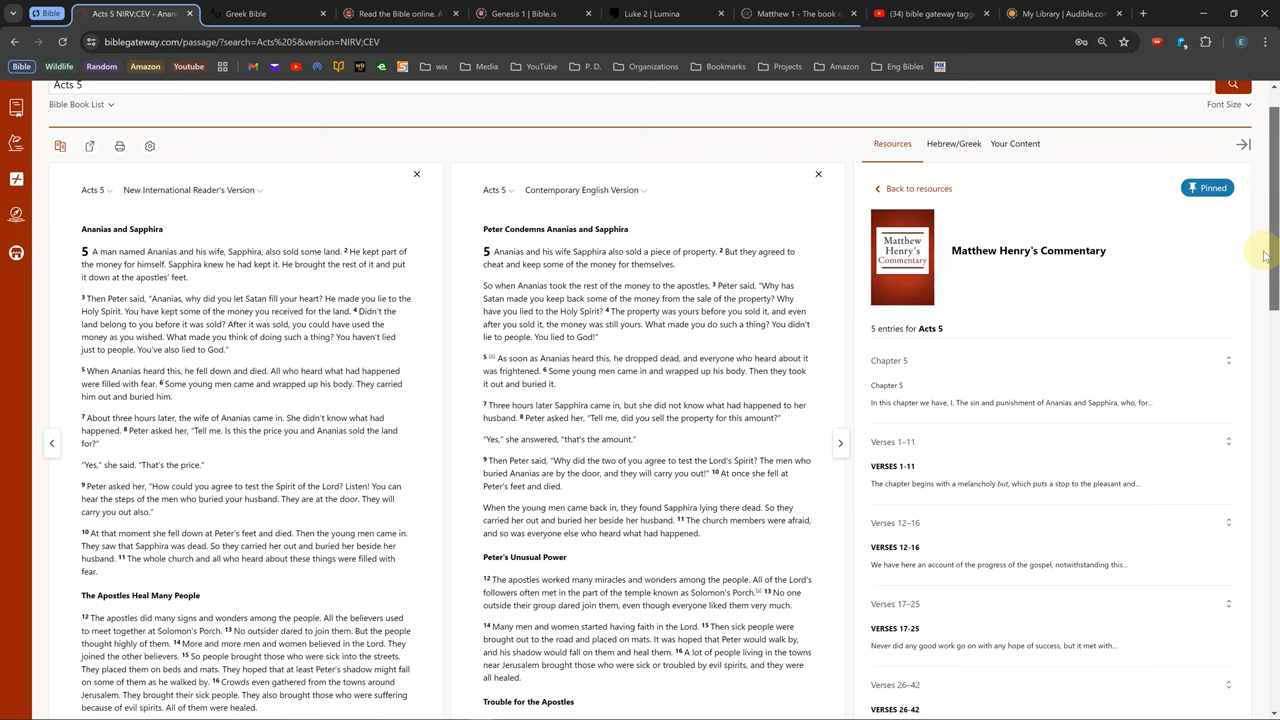 Bible
Acts 5 NIRV;CEV - Anani
Greek Bible
Read the Bible online. A
Genesis 1 | Bible.is
Luke 2 | Lumina
Matthew 1 - The book o
(34) bible gateway tagge
My Library | Audible.com
biblegateway.com/passage/?search=Acts%205&version=NIRV;CEV
E
Bible
Wildlife
Random
Amazon
Youtube
wix
Media
YouTube
P. D.
Organizations
Bookmarks
Projects
Amazon
Eng Bibles
Acts 5
Bible Book List
Font Size
Resources
Hebrew/Greek
Your Content
Acts 5
New International Reader's Version
Ananias and Sapphira
5 A man named Ananias and his wife, Sapphira, also sold some land. 2 He kept part of
the money for himself. Sapphira knew he had kept it. He brought the rest of it and put
it down at the apostles' feet.
3 Then Peter said, "Ananias, why did you let Satan fill your heart? He made you lie to the
Holy Spirit. You have kept some of the money you received for the land. 4 Didn't the
land belong to you before it was sold? After it was sold, you could have used the
money as you wished. What made you think of doing such a thing? You haven't lied
just to people. You've also lied to God."
5 When Ananias heard this, he fell down and died. All who heard what had happened
were filled with fear. 6 Some young men came and wrapped up his body. They carried
him out and buried him.
7 About three hours later, the wife of Ananias came in. She didn't know what had
happened. 8 Peter asked her, "Tell me. Is this the price you and Ananias sold the land
for?"
"Yes," she said. "That's the price."
9 Peter asked her, "How could you agree to test the Spirit of the Lord? Listen! You can
hear the steps of the men who buried your husband. They are at the door. They will
carry you out also."
10 At that moment she fell down at Peter's feet and died. Then the young men came in.
They saw that Sapphira was dead. So they carried her out and buried her beside her
husband. 11 The whole church and all who heard about these things were filled with
fear.
The Apostles Heal Many People
12 The apostles did many signs and wonders among the people. All the believers used
to meet together at Solomon's Porch. 13 No outsider dared to join them. But the people
thought highly of them. 14 More and more men and women believed in the Lord. They
joined the other believers. 15 So people brought those who were sick into the streets.
They placed them on beds and mats. They hoped that at least Peter's shadow might fall
on some of them as he walked by. 16 Crowds even gathered from the towns around
Jerusalem. They brought their sick people. They also brought those who were suffering
because of evil spirits. All of them were healed.
Acts 5
Contemporary English Version
Peter Condemns Ananias and Sapphira
5 Ananias and his wife Sapphira also sold a piece of property. 2 But they agreed to
cheat and keep some of the money for themselves.
So when Ananias took the rest of the money to the apostles, 3 Peter said, "Why has
Satan made you keep back some of the money from the sale of the property? Why
have you lied to the Holy Spirit? 4 The property was yours before you sold it, and even
after you sold it, the money was still yours. What made you do such a thing? You didn't
lie to people. You lied to God!"
5 [A] As soon as Ananias heard this, he dropped dead, and everyone who heard about it
was frightened. 6 Some young men came in and wrapped up his body. Then they took
it out and buried it.
7 Three hours later Sapphira came in, but she did not know what had happened to her
husband. 8 Peter asked her, "Tell me, did you sell the property for this amount?"
"Yes," she answered, "that's the amount."
9 Then Peter said, "Why did the two of you agree to test the Lord's Spirit? The men who
buried Ananias are by the door, and they will carry you out!" 10 At once she fell at
Peter's feet and died.
When the young men came back in, they found Sapphira lying there dead. So they
carried her out and buried her beside her husband. 11 The church members were afraid,
and so was everyone else who heard what had happened.
Peter's Unusual Power
12 The apostles worked many miracles and wonders among the people. All of the Lord's
followers often met in the part of the temple known as Solomon's Porch.[a] 13 No one
outside their group dared join them, even though everyone liked them very much.
14 Many men and women started having faith in the Lord. 15 Then sick people were
brought out to the road and placed on mats. It was hoped that Peter would walk by,
and his shadow would fall on them and heal them. 16 A lot of people living in the towns
near Jerusalem brought those who were sick or troubled by evil spirits, and they were
all healed.
Trouble for the Apostles
Back to resources
Pinned
Matthew
Henry's
Commentary
Matthew Henry's Commentary
5 entries for Acts 5
Chapter 5
Chapter 5
In this chapter we have, I. The sin and punishment of Ananias and Sapphira, who, for...
Verses 1–11
VERSES 1-11
The chapter begins with a melancholy but, which puts a stop to the pleasant and...
Verses 12–16
VERSES 12-16
We have here an account of the progress of the gospel, notwithstanding this...
Verses 17–25
VERSES 17-25
Never did any good work go on with any hope of success, but it met with...
Verses 26–42
VERSES 26-42